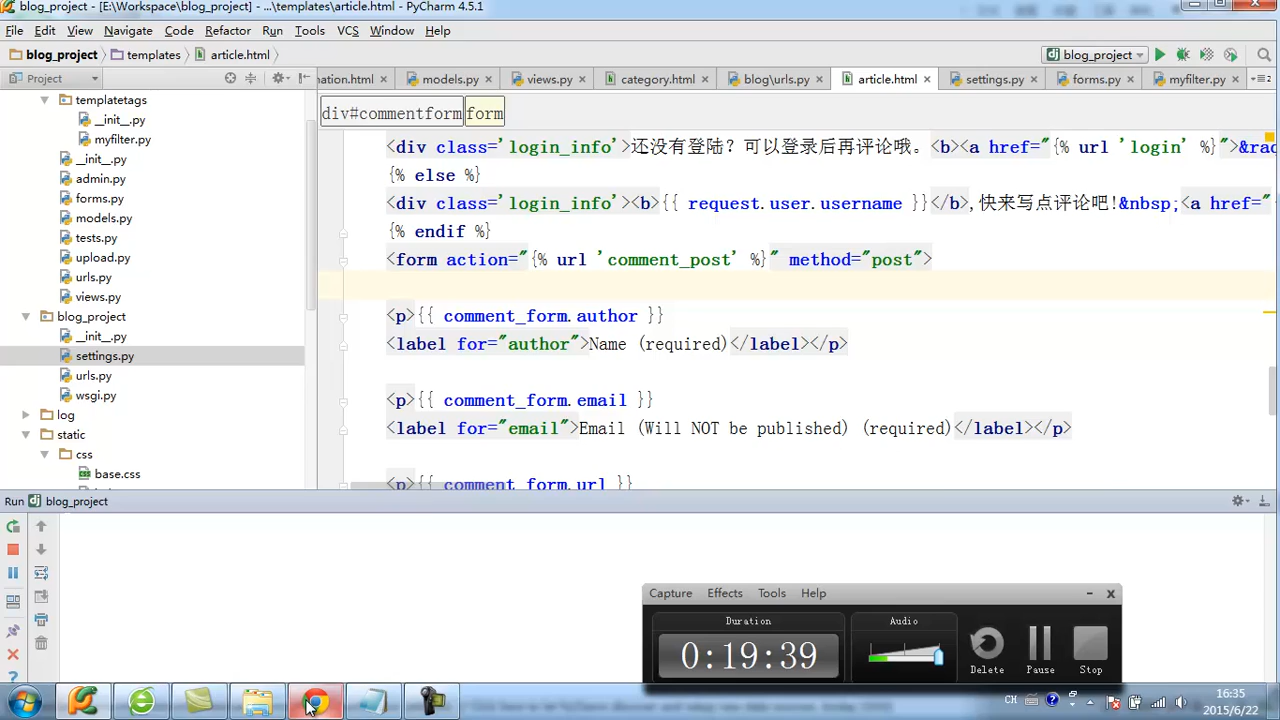 blog_project - [E:\Workspace\blog_project] - ...\templates\article.html - PyCharm 4.5.1
File Edit View Navigate Code Refactor Run Tools VCS Window Help
blog_project templates article.html blog_project
Project nation.html models.py views.py category.html blog\urls.py article.html settings.py forms.py myfilter.py
div#commentform form
templatetags
__init__.py
myfilter.py
__init__.py
admin.py
forms.py
models.py
tests.py
upload.py
urls.py
views.py
blog_project
__init__.py
settings.py
urls.py
wsgi.py
log
static
css
base.css
<div class='login_info'>还没有登陆？可以登录后再评论哦。<b><a href="{% url 'login' %}">&rac
{% else %}
<div class='login_info'><b>{{ request.user.username }}</b>,快来写点评论吧!&nbsp;<a href="
{% endif %}
<form action="{% url 'comment_post' %}" method="post">
<p>{{ comment_form.author }}
<label for="author">Name (required)</label></p>
<p>{{ comment_form.email }}
<label for="email">Email (Will NOT be published) (required)</label></p>
<p>{{ comment_form.url }}
Run blog_project
Capture Effects Tools Help
Duration Audio
0:19:39
Delete Pause Stop
CH 16:35
2015/6/22